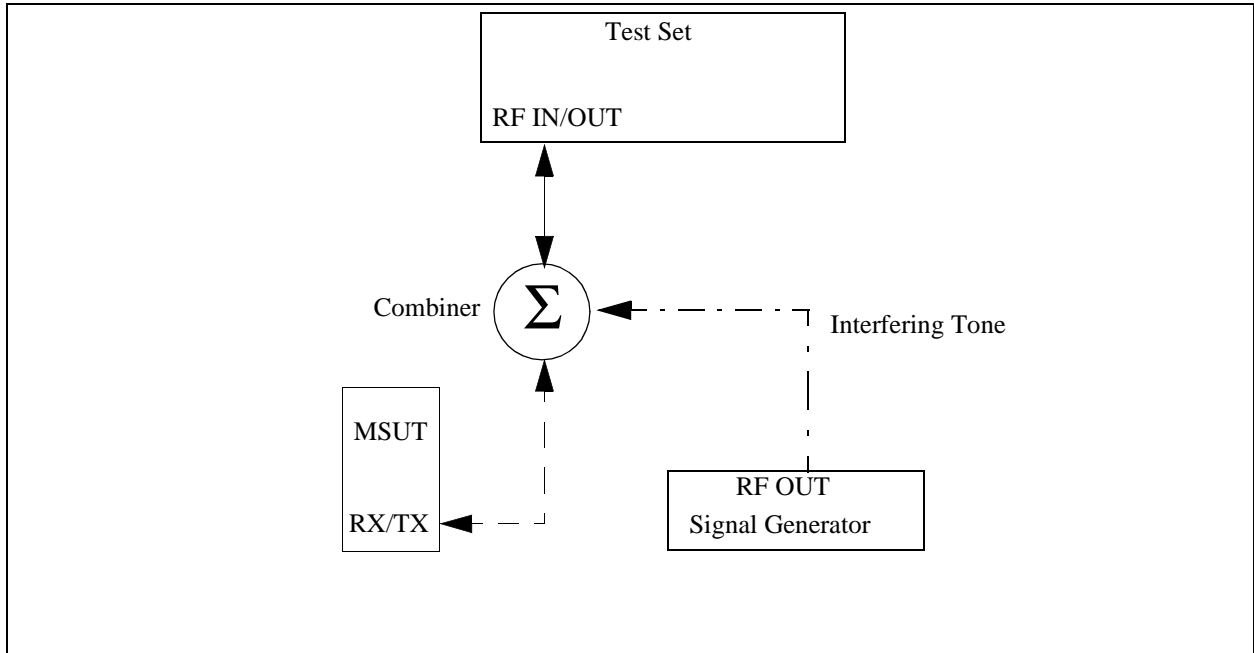 Test Set
RF IN/OUT
Combiner
Σ
Interfering Tone
MSUT
RX/TX
RF OUT
Signal Generator